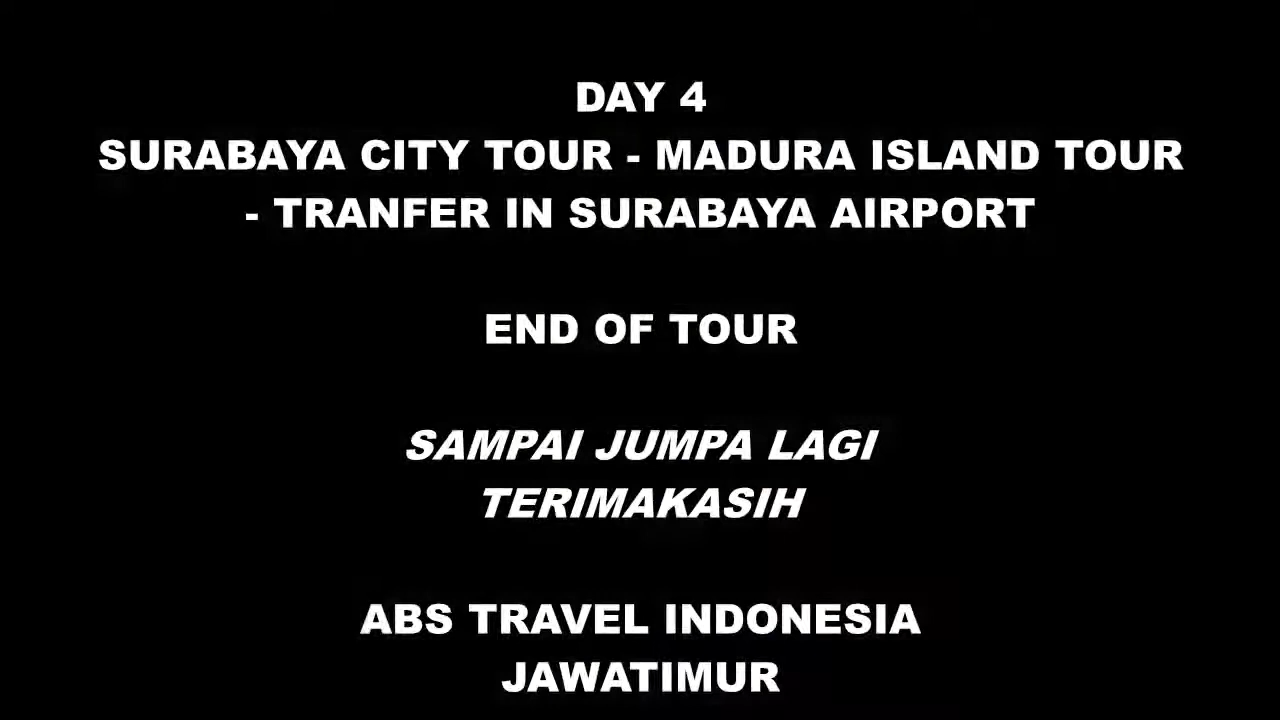 DAY 4
SURABAYA CITY TOUR - MADURA ISLAND TOUR
- TRANFER IN SURABAYA AIRPORT
END OF TOUR
SAMPAI JUMPA LAGI
TERIMAKASIH
ABS TRAVEL INDONESIA
JAWATIMUR